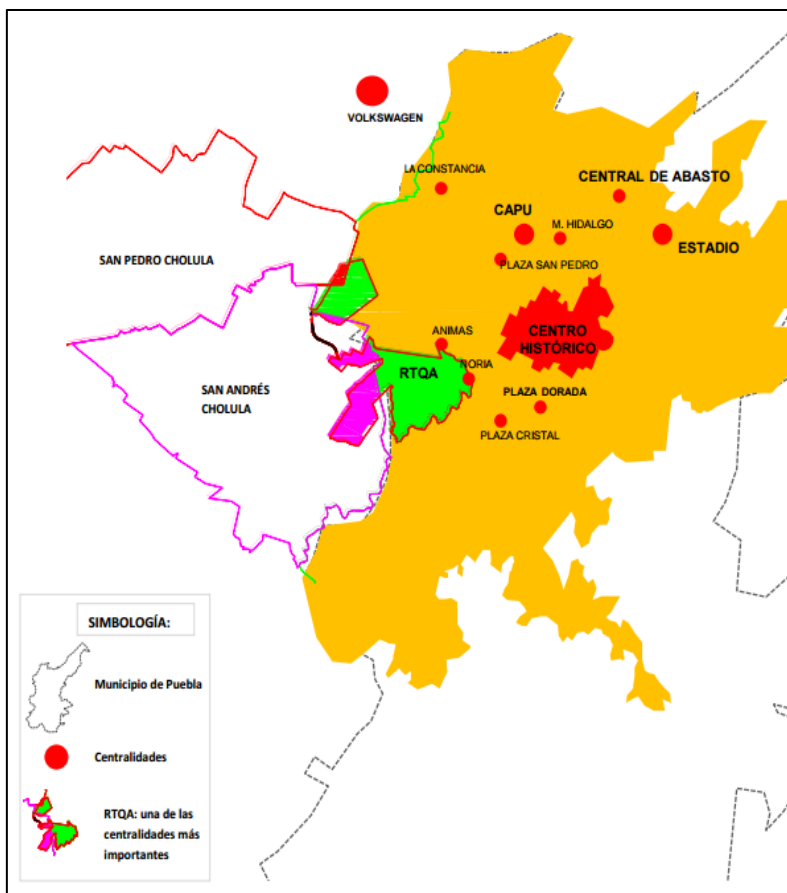 VOLKSWAGEN
LA CONSTANCIA
CENTRAL DE ABASTO
CAPU
M. HIDALGO
ESTADIO
PLAZA SAN PEDRO
SAN PEDRO CHOLULA
ANIMAS
CENTRO
HISTÓRICO
RTQA
NORIA
SAN ANDRÉS
CHOLULA
PLAZA DORADA
PLAZA CRISTAL
SIMBOLOGÍA:
Municipio de Puebla
Centralidades
RTQA: una de las
centralidades más
importantes